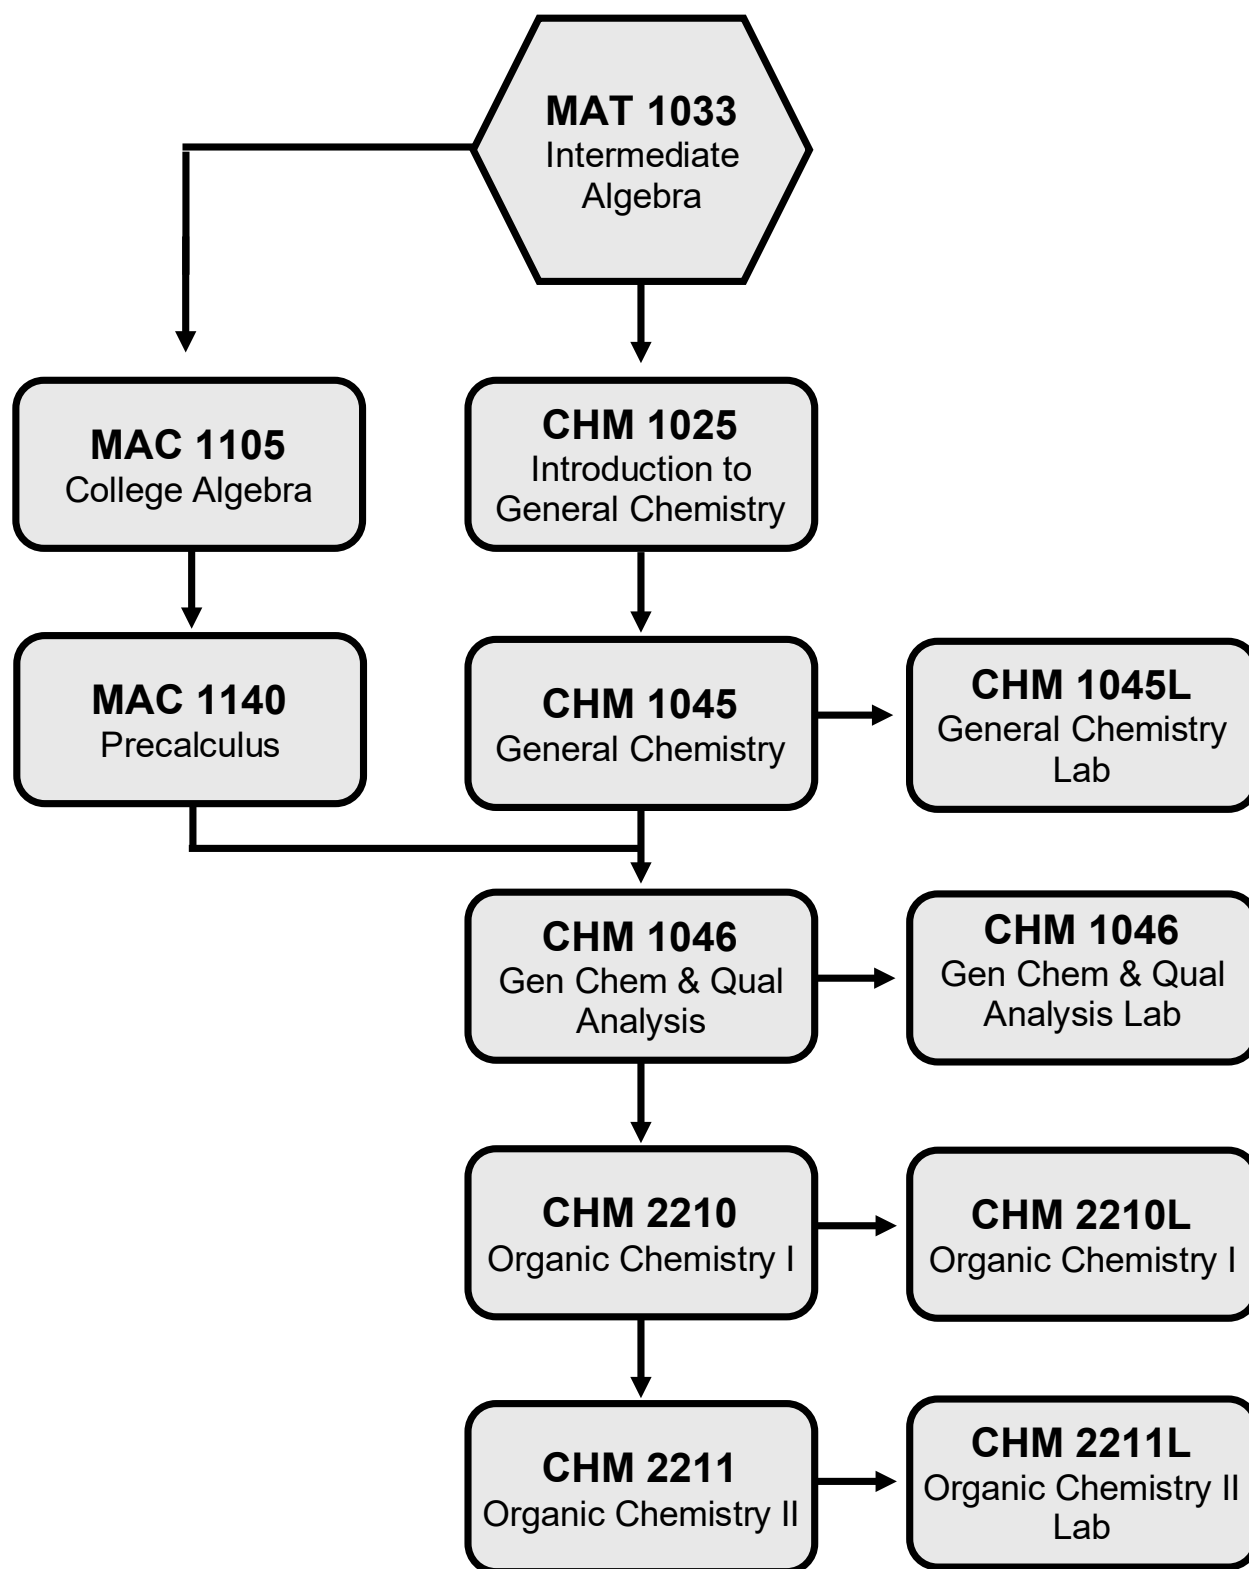 MAT 1033
Intermediate
Algebra
MAC 1105
College Algebra
CHM 1025
Introduction to
General Chemistry
MAC 1140
Precalculus
CHM 1045
General Chemistry
CHM 1045L
General Chemistry
Lab
CHM 1046
Gen Chem & Qual
Analysis
CHM 1046
Gen Chem & Qual
Analysis Lab
CHM 2210
Organic Chemistry I
CHM 2210L
Organic Chemistry I
CHM 2211
Organic Chemistry II
CHM 2211L
Organic Chemistry II
Lab